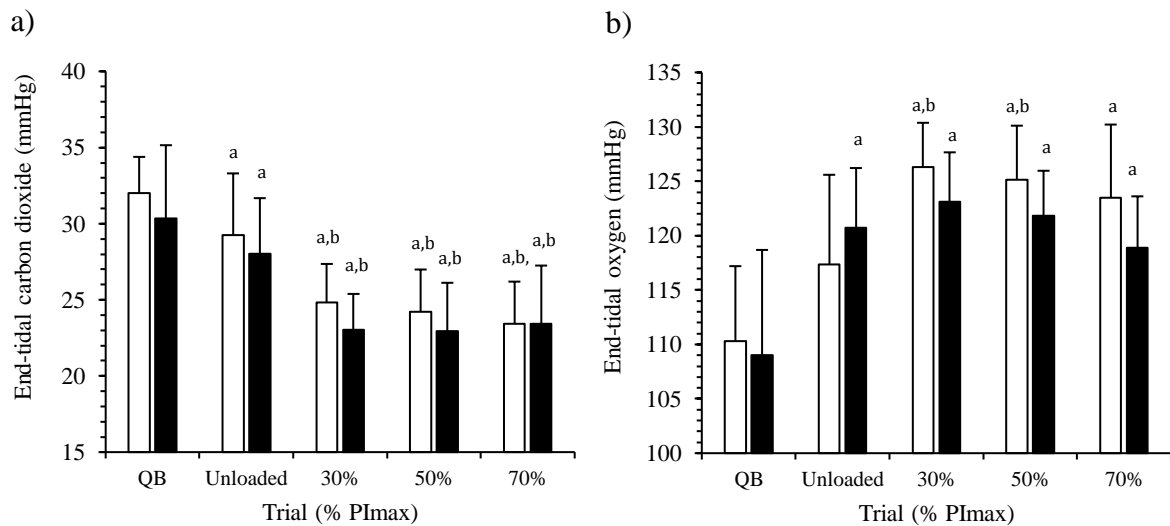 a)
End-tidal carbon dioxide (mmHg)
40
35
30
25
20
15
a
a
a,b
a,b
a,b
a,b
a,b,
a,b
QB Unloaded 30% 50% 70%
Trial (% PImax)
b)
End-tidal oxygen (mmHg)
135
130
125
120
115
110
105
100
a
a,b
a
a,b
a
a
a
QB Unloaded 30% 50% 70%
Trial (% PImax)